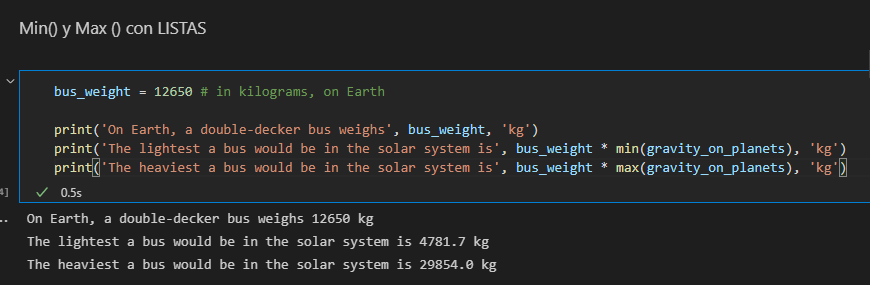 Min() y Max () con LISTAS
bus_weight = 12650 # in kilograms, on Earth
print('On Earth, a double-decker bus weighs', bus_weight, 'kg')
print('The lightest a bus would be in the solar system is', bus_weight * min(gravity_on_planets), 'kg')
print('The heaviest a bus would be in the solar system is', bus_weight * max(gravity_on_planets), 'kg')
4] 0.5s
.. On Earth, a double-decker bus weighs 12650 kg
The lightest a bus would be in the solar system is 4781.7 kg
The heaviest a bus would be in the solar system is 29854.0 kg